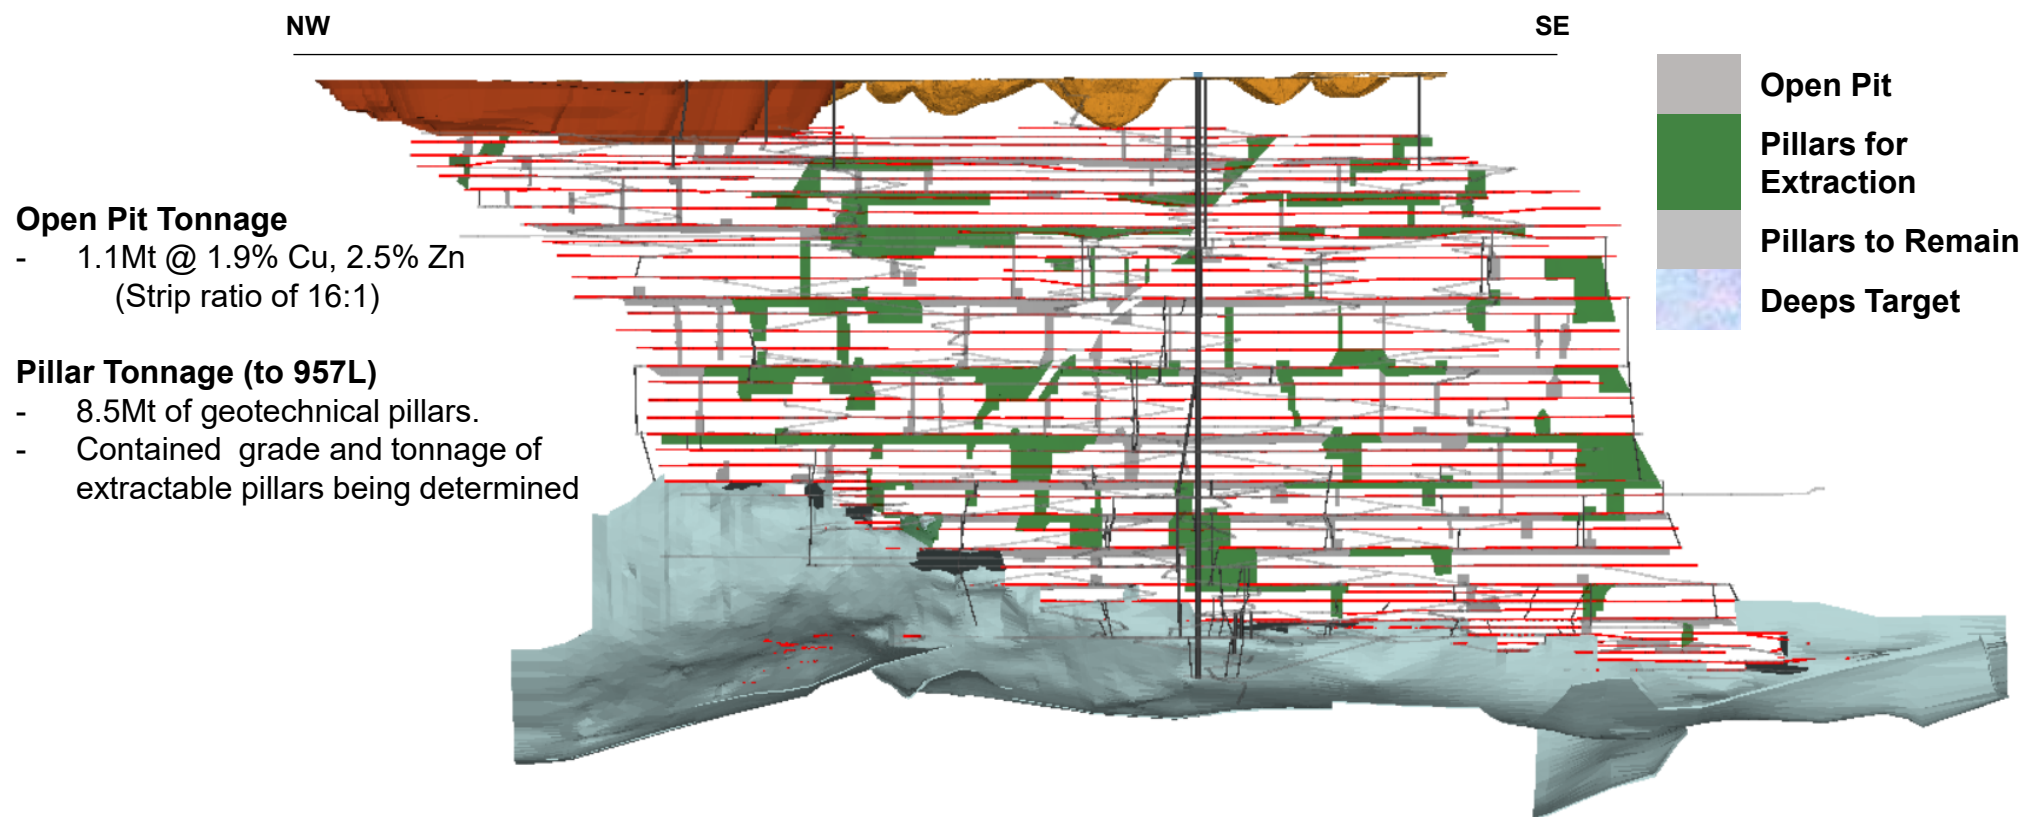 NW
SE
Open Pit
Pillars for
Extraction
Pillars to Remain
Deeps Target
Open Pit Tonnage
- 1.1Mt @ 1.9% Cu, 2.5% Zn
(Strip ratio of 16:1)
Pillar Tonnage (to 957L)
- 8.5Mt of geotechnical pillars.
- Contained grade and tonnage of
extractable pillars being determined